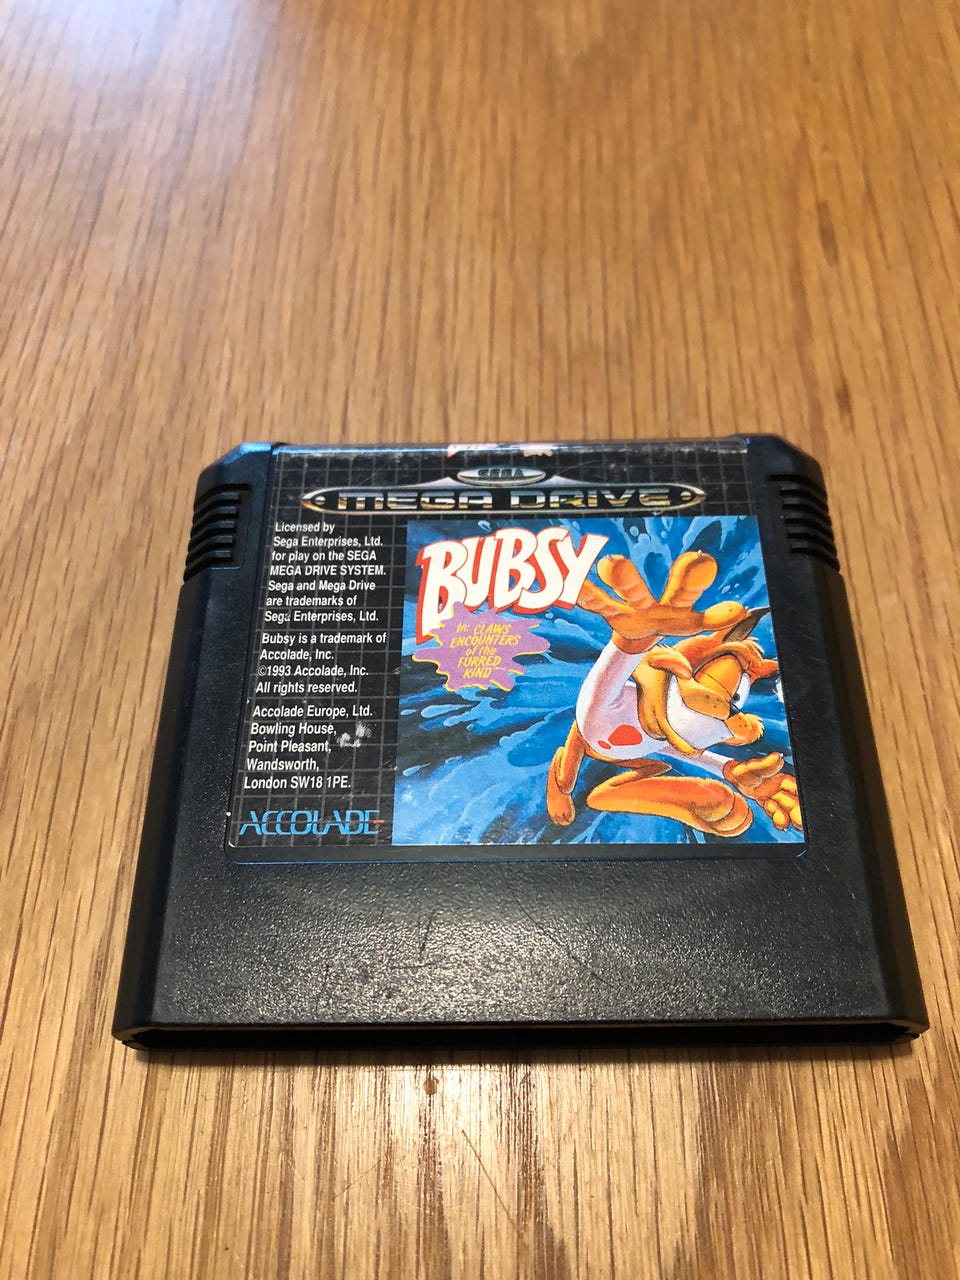 SEGA
MEGA DRIVE
Licensed by
Sega Enterprises, Ltd.
for play on the SEGA
MEGA DRIVE SYSTEM.
Sega and Mega Drive
are trademarks of
Sega Enterprises, Ltd.
Bubsy is a trademark of
Accolade, Inc.
©1993 Accolade, Inc.
All rights reserved.
Accolade Europe, Ltd.
Bowling House,
Point Pleasant,
Wandsworth,
London SW18 1PE.
ACCOLADE
BUBSY
In: CLAWS
ENCOUNTERS
of the
FURRED
KIND